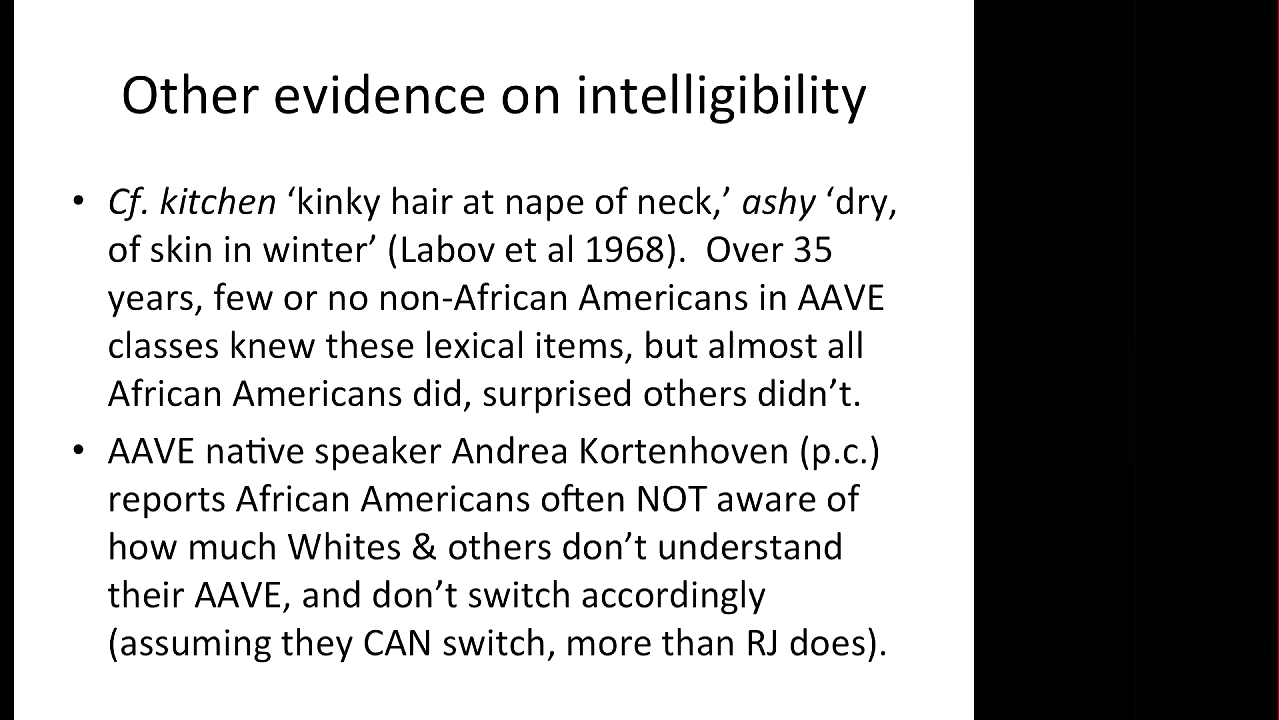 Other evidence on intelligibility
• Cf. kitchen ‘kinky hair at nape of neck,’ ashy ‘dry,
of skin in winter’ (Labov et al 1968).  Over 35
years, few or no non-African Americans in AAVE
classes knew these lexical items, but almost all
African Americans did, surprised others didn’t.
• AAVE native speaker Andrea Kortenhoven (p.c.)
reports African Americans often NOT aware of
how much Whites & others don’t understand
their AAVE, and don’t switch accordingly
(assuming they CAN switch, more than RJ does).